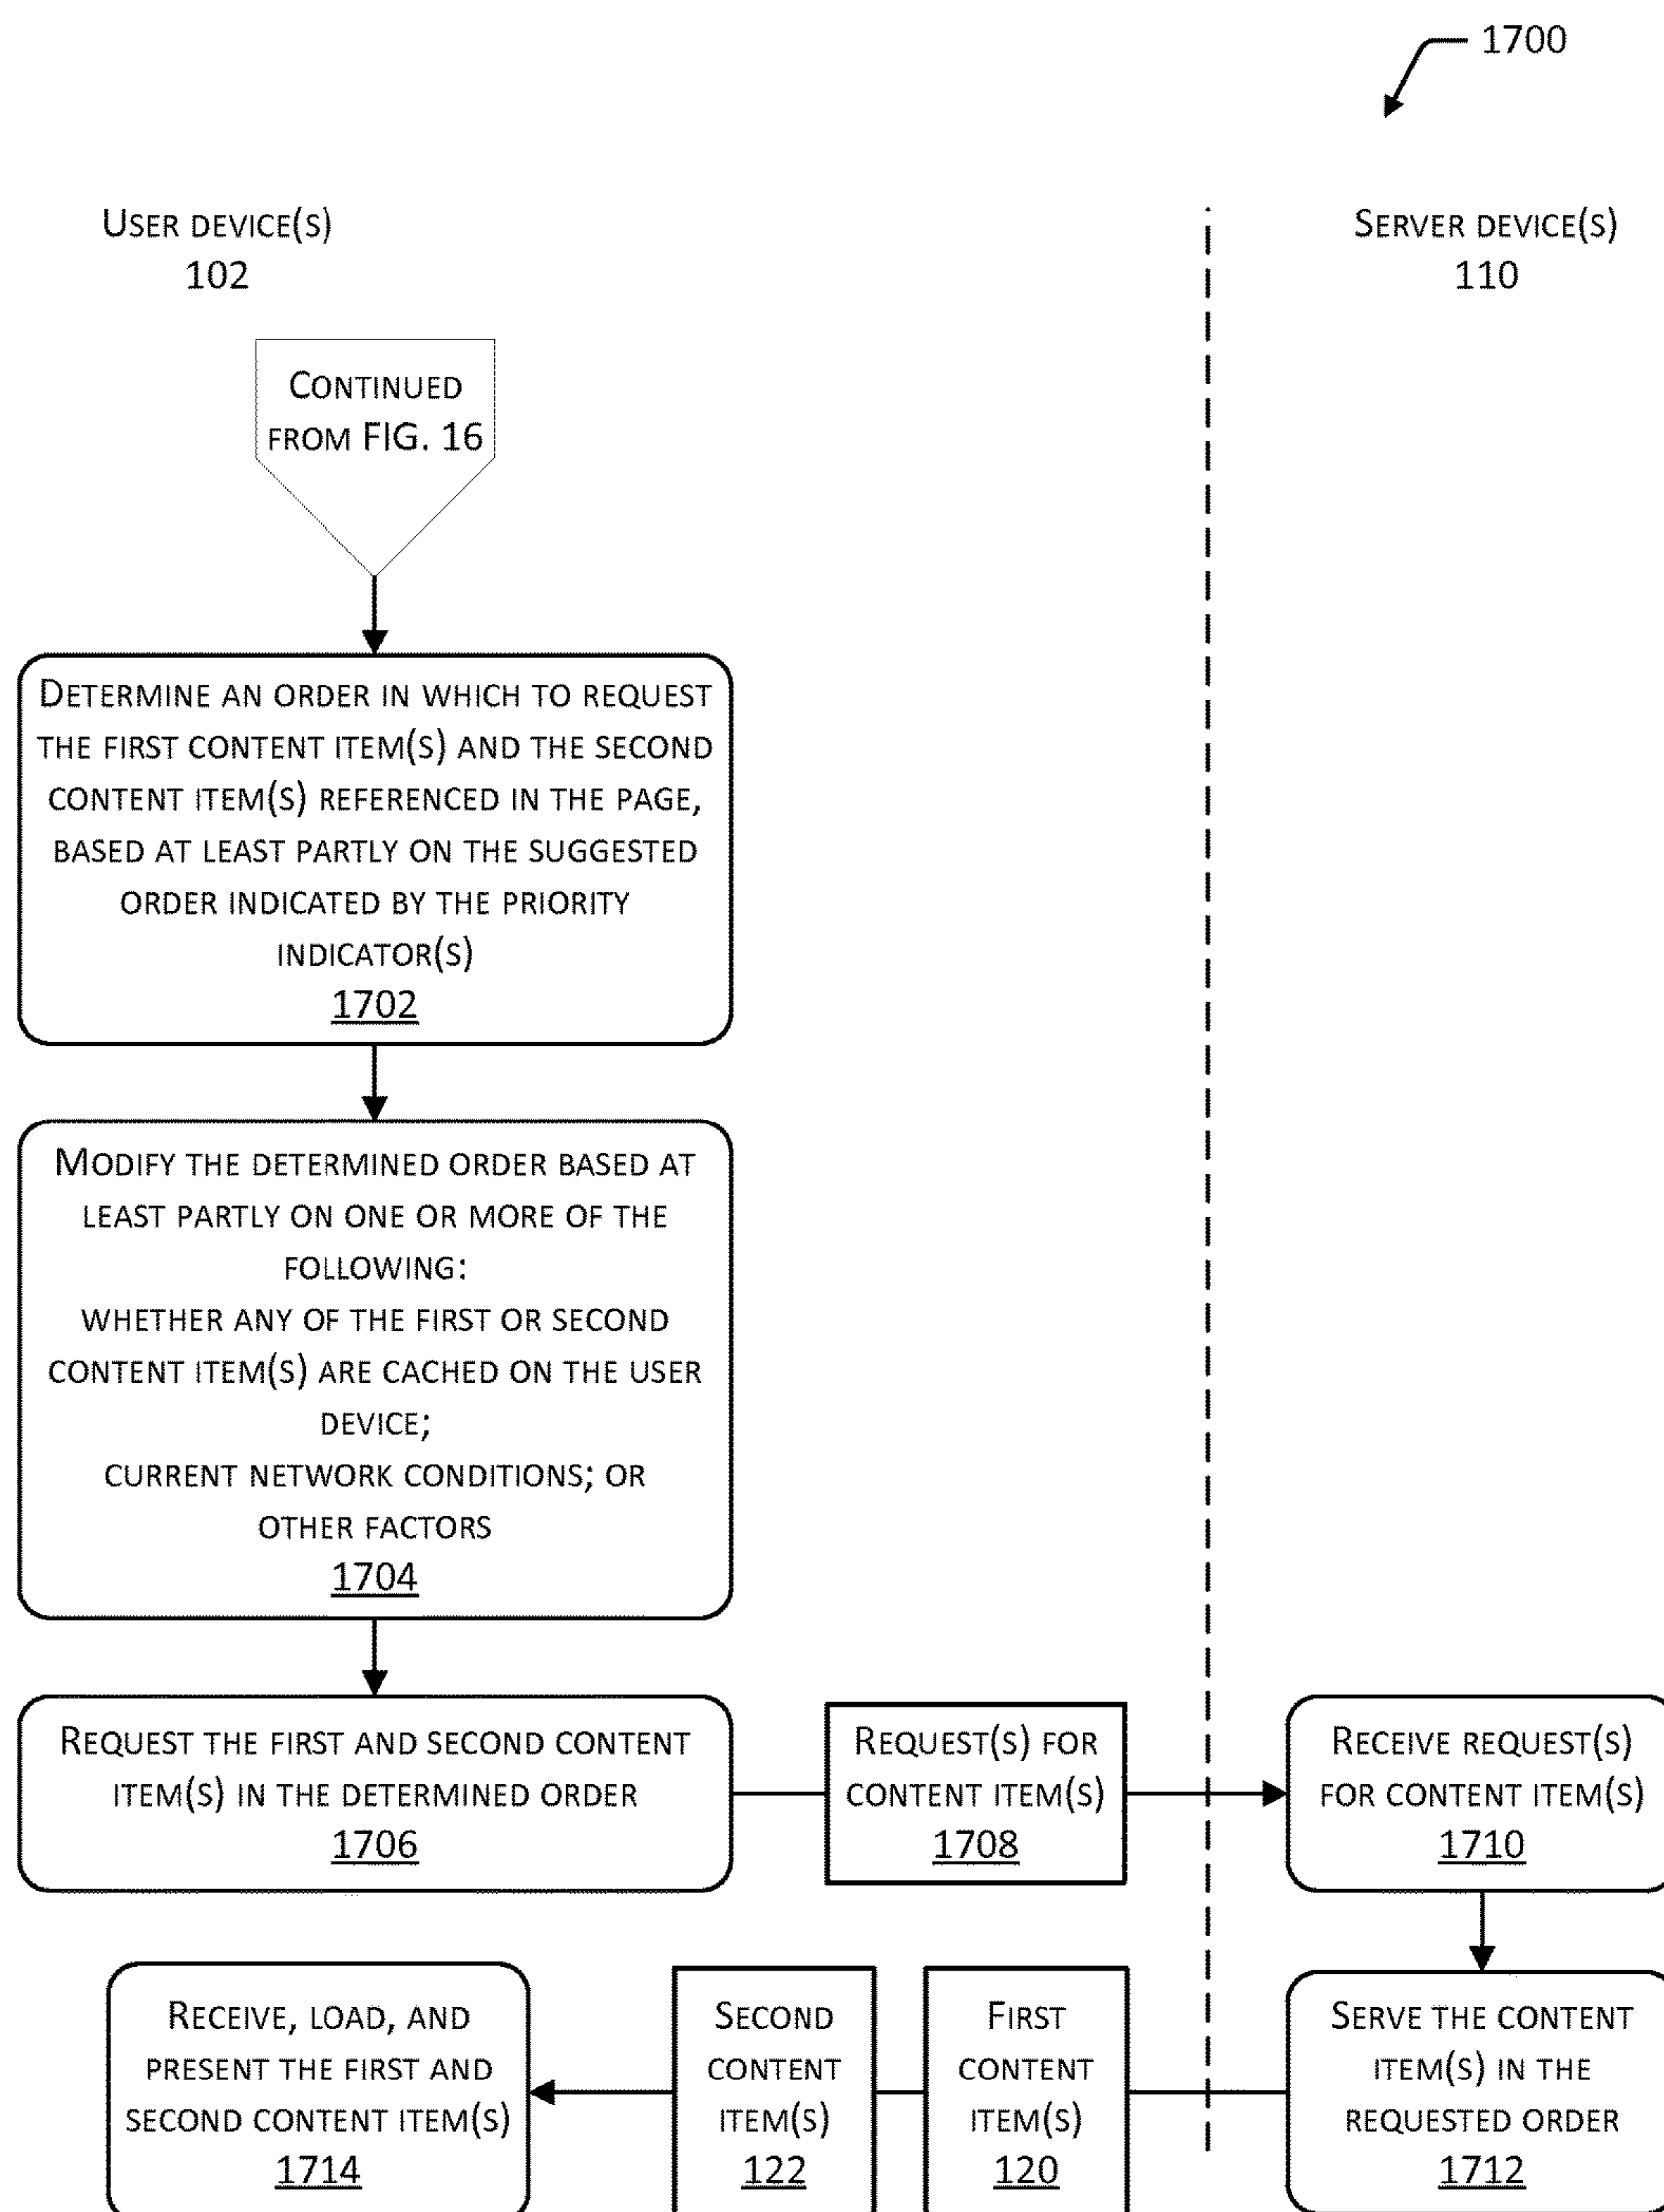 1700
USER DEVICE(S)
102
SERVER DEVICE(S)
110
CONTINUED
FROM FIG. 16
DETERMINE AN ORDER IN WHICH TO REQUEST
THE FIRST CONTENT ITEM(S) AND THE SECOND
CONTENT ITEM(S) REFERENCED IN THE PAGE,
BASED AT LEAST PARTLY ON THE SUGGESTED
ORDER INDICATED BY THE PRIORITY
INDICATOR(S)
1702
MODIFY THE DETERMINED ORDER BASED AT
LEAST PARTLY ON ONE OR MORE OF THE
FOLLOWING:
WHETHER ANY OF THE FIRST OR SECOND
CONTENT ITEM(S) ARE CACHED ON THE USER
DEVICE;
CURRENT NETWORK CONDITIONS; OR
OTHER FACTORS
1704
REQUEST THE FIRST AND SECOND CONTENT
ITEM(S) IN THE DETERMINED ORDER
1706
REQUEST(S) FOR
CONTENT ITEM(S)
1708
RECEIVE REQUEST(S)
FOR CONTENT ITEM(S)
1710
RECEIVE, LOAD, AND
PRESENT THE FIRST AND
SECOND CONTENT ITEM(S)
1714
SECOND
CONTENT
ITEM(S)
122
FIRST
CONTENT
ITEM(S)
120
SERVE THE CONTENT
ITEM(S) IN THE
REQUESTED ORDER
1712